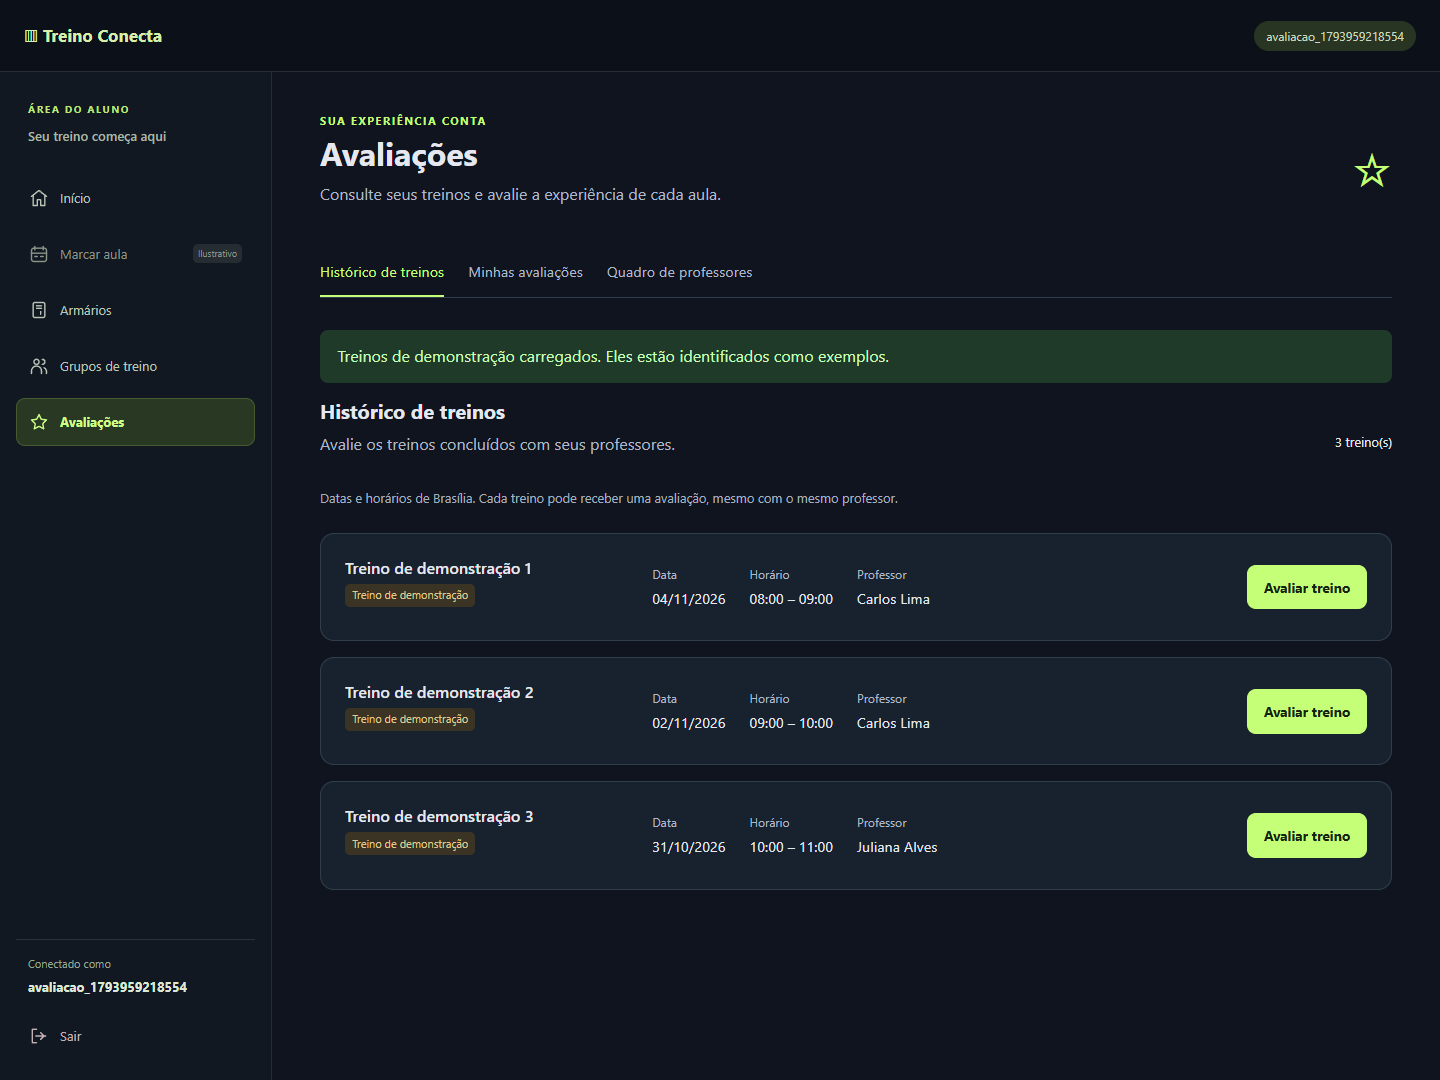 Treino Conecta
avaliacao_1793959218554
ÁREA DO ALUNO
Seu treino começa aqui
Início
Marcar aula
Ilustrativo
Armários
Grupos de treino
Avaliações
Conectado como
avaliacao_1793959218554
Sair
SUA EXPERIÊNCIA CONTA
Avaliações
Consulte seus treinos e avalie a experiência de cada aula.
Histórico de treinos
Minhas avaliações
Quadro de professores
Treinos de demonstração carregados. Eles estão identificados como exemplos.
Histórico de treinos
Avalie os treinos concluídos com seus professores.
3 treino(s)
Datas e horários de Brasília. Cada treino pode receber uma avaliação, mesmo com o mesmo professor.
Treino de demonstração 1
Treino de demonstração
Data
04/11/2026
Horário
08:00 – 09:00
Professor
Carlos Lima
Avaliar treino
Treino de demonstração 2
Treino de demonstração
Data
02/11/2026
Horário
09:00 – 10:00
Professor
Carlos Lima
Avaliar treino
Treino de demonstração 3
Treino de demonstração
Data
31/10/2026
Horário
10:00 – 11:00
Professor
Juliana Alves
Avaliar treino